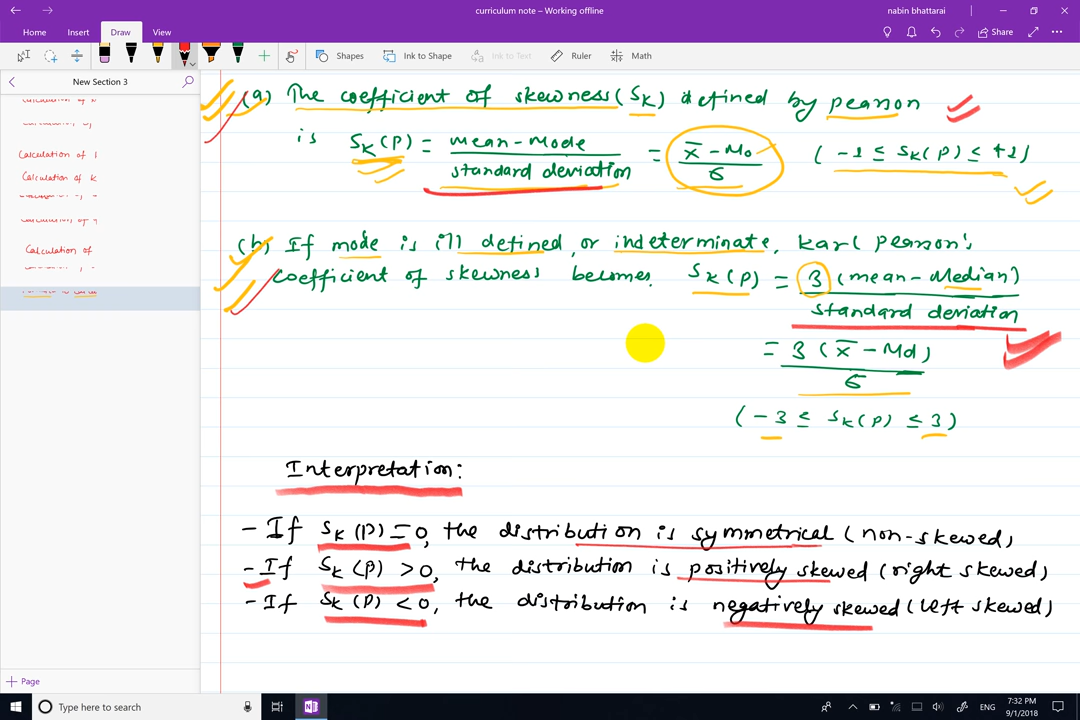 curriculum note – Working offline
nabin bhattarai
Home Insert Draw View
Share
Shapes Ink to Shape Ink to Text Ruler Math
New Section 3
Calculation of
Calculation of
Calculation of K
Calculation of
Calculation of
(a) The coefficient of skewness (Sk) defined by pearson
is Sk(P) = mean - Mode / standard deviation = x̄ - Mo / σ (-1 ≤ Sk(P) ≤ +1)
(b) If mode is ill defined or indeterminate, Karl pearson's
coefficient of skewness becomes. Sk(P) = 3 (mean - Median) / standard deviation
= 3 (x̄ - Md) / σ
(-3 ≤ Sk(P) ≤ 3)
Interpretation:
- If Sk(P) = 0, the distribution is symmetrical (non-skewed)
- If Sk(P) > 0, the distribution is positively skewed (right skewed)
- If Sk(P) < 0, the distribution is negatively skewed (left skewed)
+ Page
Type here to search
ENG
7:32 PM
9/1/2018